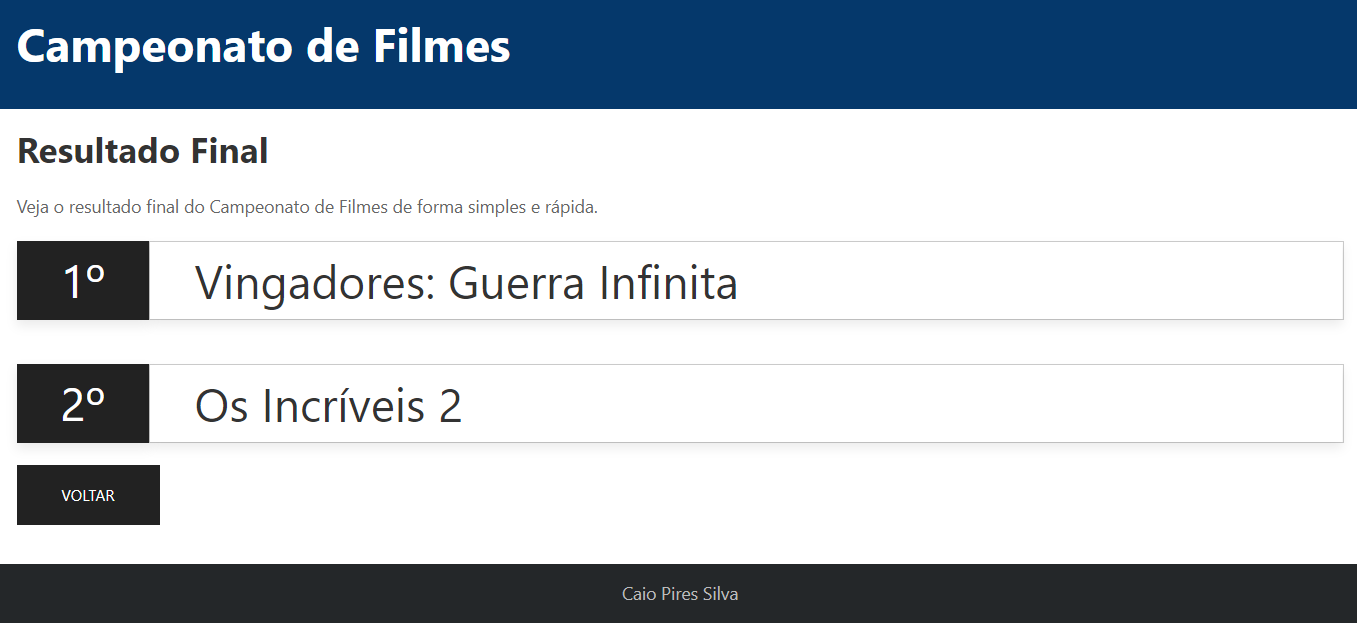 Campeonato de Filmes
Resultado Final
Veja o resultado final do Campeonato de Filmes de forma simples e rápida.
1º Vingadores: Guerra Infinita
2º Os Incríveis 2
VOLTAR
Caio Pires Silva